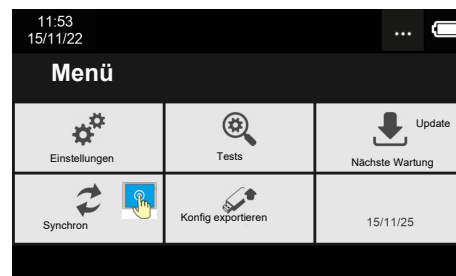 11:53
15/11/22
...
Menü
Einstellungen
Tests
Update
Nächste Wartung
Synchron
Konfig exportieren
15/11/25